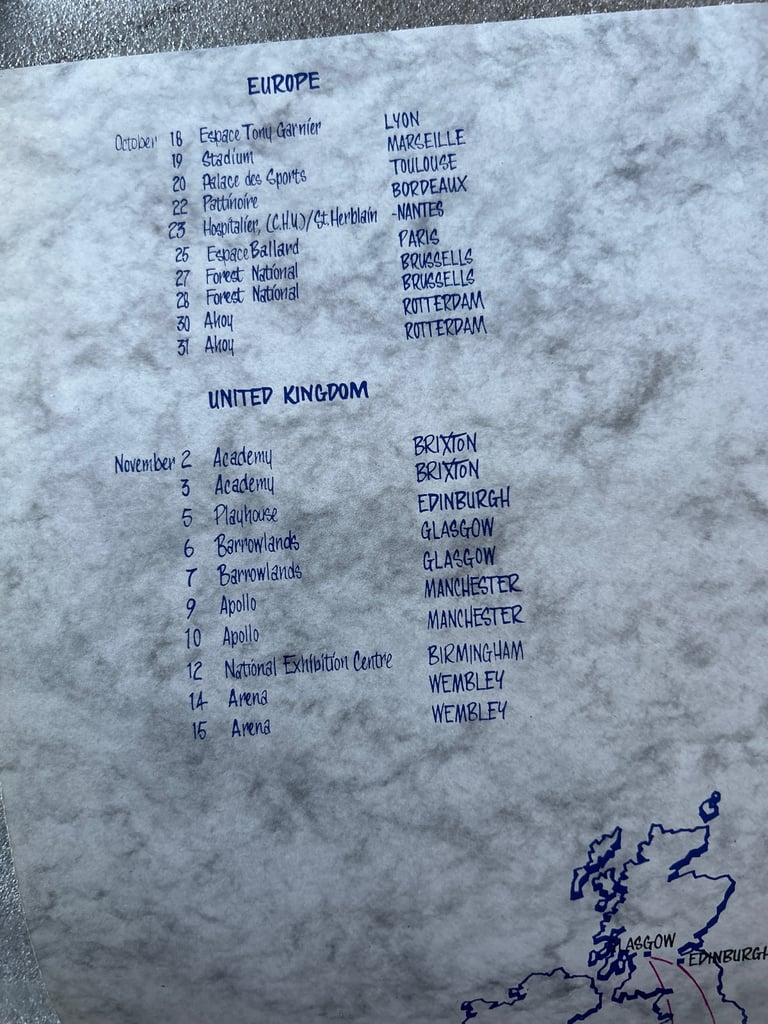 EUROPE
October 18 Espace Tony Garnier LYON
19 Stadium MARSEILLE
20 Palace des Sports TOULOUSE
22 Pattinoire BORDEAUX
23 Hospitalier, (C.H.U)/St.Herblain -NANTES
25 Espace Ballard PARIS
27 Forest National BRUSSELLS
28 Forest National BRUSSELLS
30 Ahoy ROTTERDAM
31 Ahoy ROTTERDAM
UNITED KINGDOM
November 2 Academy BRIXTON
3 Academy BRIXTON
5 Playhouse EDINBURGH
6 Barrowlands GLASGOW
7 Barrowlands GLASGOW
9 Apollo MANCHESTER
10 Apollo MANCHESTER
12 National Exhibition Centre BIRMINGHAM
14 Arena WEMBLEY
15 Arena WEMBLEY
GLASGOW
EDINBURGH